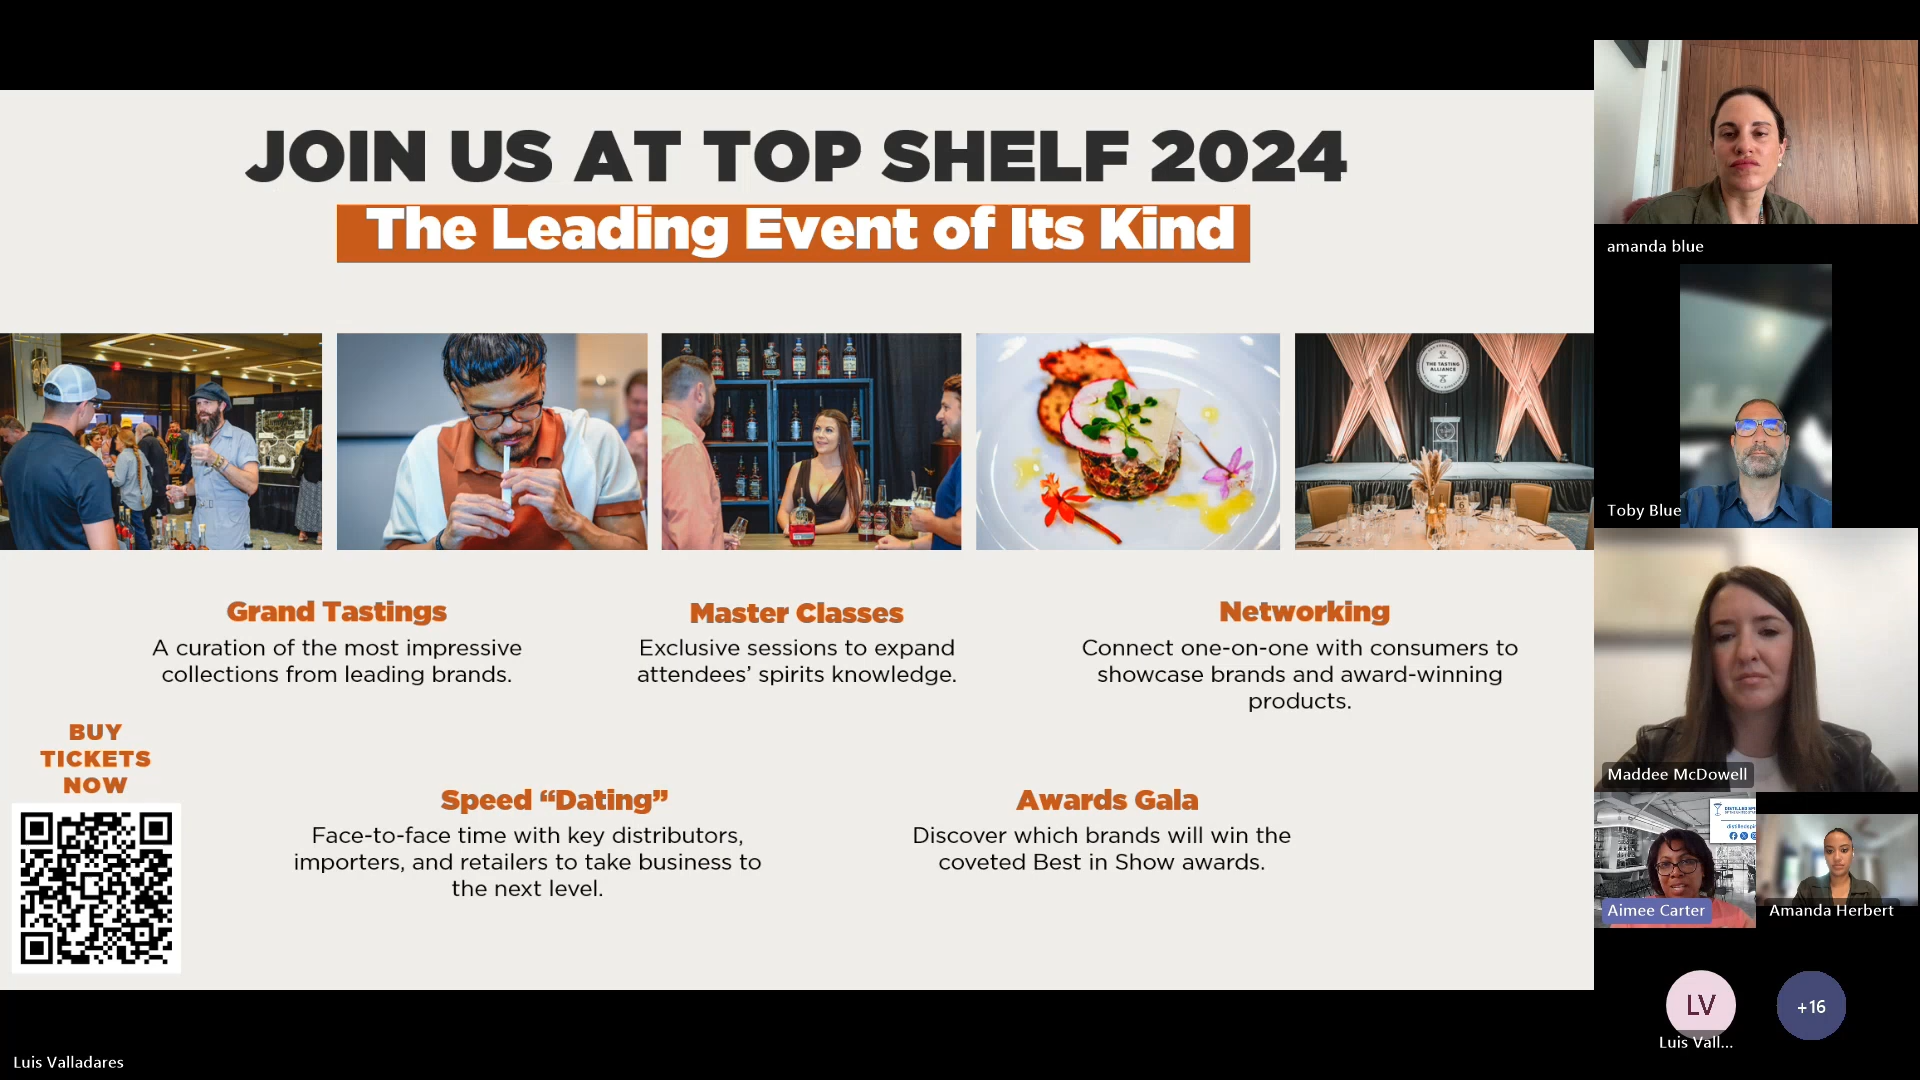 JOIN US AT TOP SHELF 2024
The Leading Event of Its Kind
THE TASTING
ALLIANCE
Grand Tastings
A curation of the most impressive
collections from leading brands.
Master Classes
Exclusive sessions to expand
attendees’ spirits knowledge.
Networking
Connect one-on-one with consumers to
showcase brands and award-winning
products.
BUY
TICKETS
NOW
Speed “Dating”
Face-to-face time with key distributors,
importers, and retailers to take business to
the next level.
Awards Gala
Discover which brands will win the
coveted Best in Show awards.
Luis Valladares
amanda blue
Toby Blue
Maddee McDowell
Aimee Carter
Amanda Herbert
LV
Luis Vall...
+16